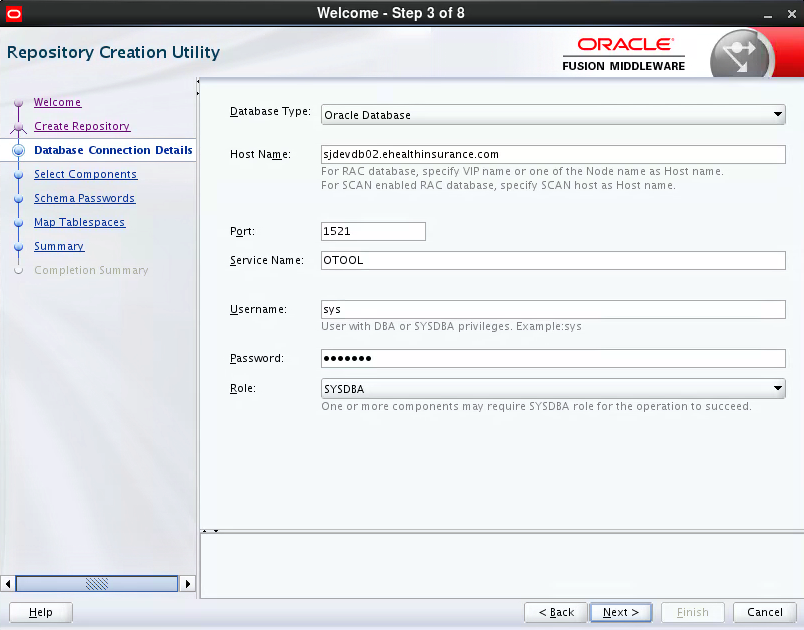 Welcome - Step 3 of 8
Repository Creation Utility
ORACLE
FUSION MIDDLEWARE
Welcome
Create Repository
Database Connection Details
Select Components
Schema Passwords
Map Tablespaces
Summary
Completion Summary
Database Type: Oracle Database
Host Name: sjdevdb02.ehealthinsurance.com
For RAC database, specify VIP name or one of the Node name as Host name.
For SCAN enabled RAC database, specify SCAN host as Host name.
Port: 1521
Service Name: OTOOL
Username: sys
User with DBA or SYSDBA privileges. Example:sys
Password: •••••••
Role: SYSDBA
One or more components may require SYSDBA role for the operation to succeed.
Help
< Back
Next >
Finish
Cancel